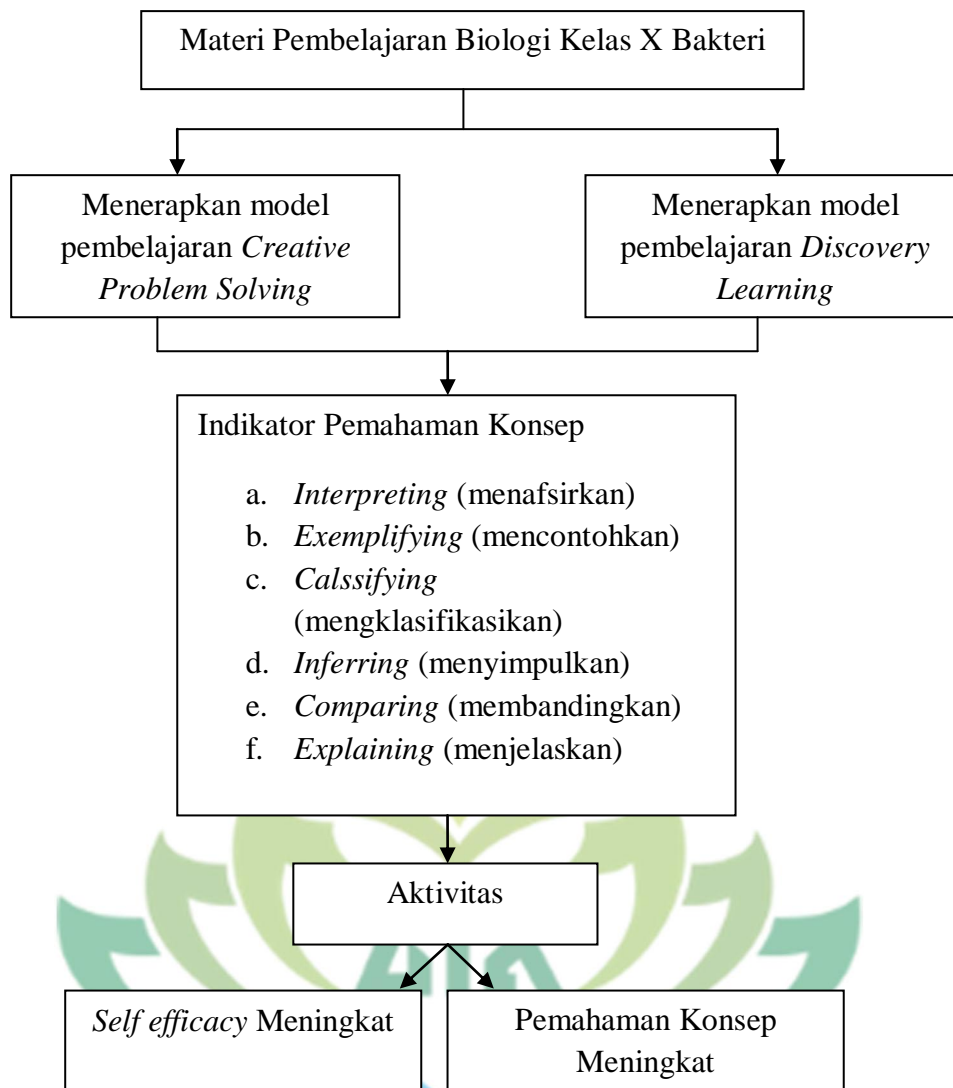 Materi Pembelajaran Biologi Kelas X Bakteri
Menerapkan model
pembelajaran Creative
Problem Solving
Menerapkan model
pembelajaran Discovery
Learning
Indikator Pemahaman Konsep
a. Interpreting (menafsirkan)
b. Exemplifying (mencontohkan)
c. Calssifying
(mengklasifikasikan)
d. Inferring (menyimpulkan)
e. Comparing (membandingkan)
f. Explaining (menjelaskan)
Aktivitas
Self efficacy Meningkat
Pemahaman Konsep
Meningkat